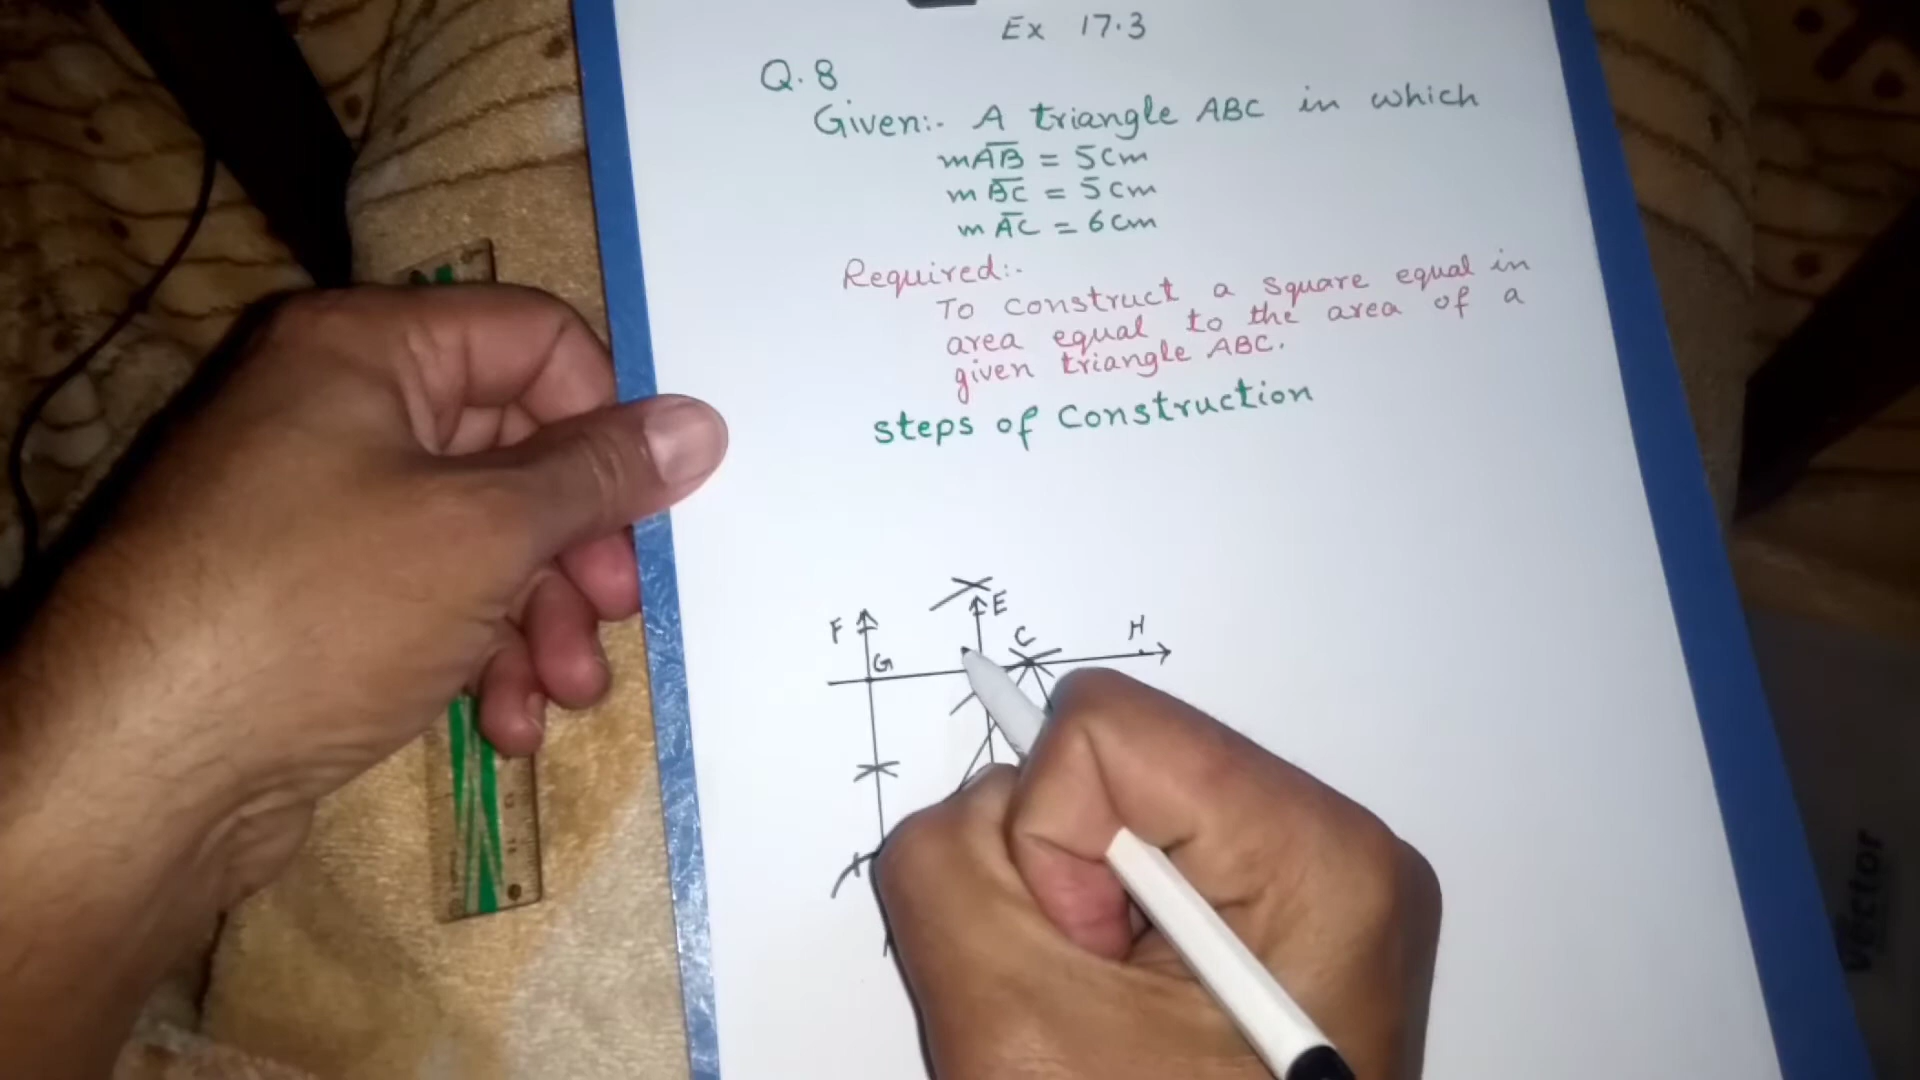 Ex 17.3
Q.8
Given:- A triangle ABC in which
mAB = 5cm
mBC = 5cm
mAC = 6cm
Required:-
To construct a square equal in
area equal to the area of a
given triangle ABC.
steps of Construction
E
F
C
H
G
Vector